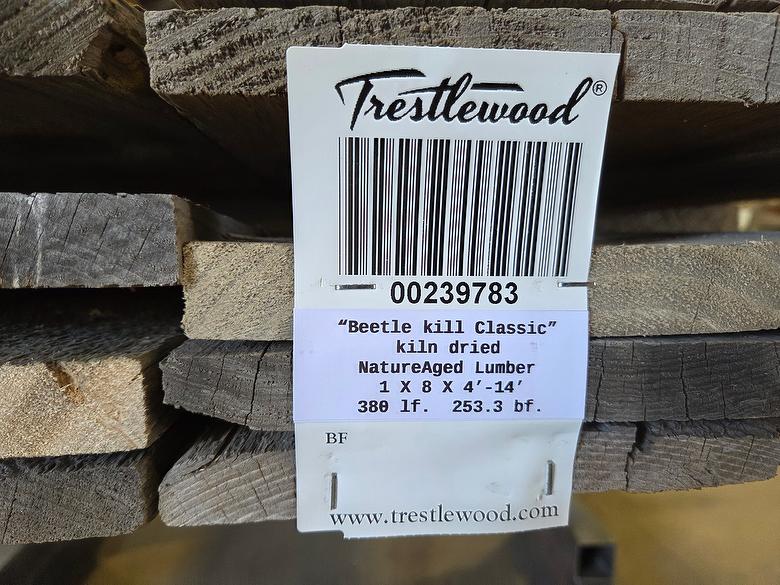 Trestlewood®
00239783
“Beetle kill Classic”
kiln dried
NatureAged Lumber
1 X 8 X 4′-14′
380 lf. 253.3 bf.
BF
www.trestlewood.com